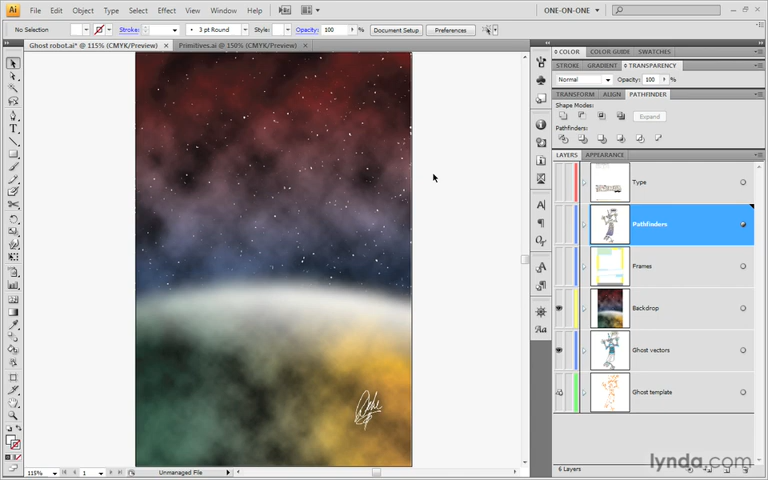 Ai File Edit Object Type Select Effect View Window Help ONE-ON-ONE
No Selection Stroke: 3 pt Round Style: Opacity: 100 % Document Setup Preferences
Ghost robot.ai* @ 115% (CMYK/Preview) × Primitives.ai @ 150% (CMYK/Preview) ×
COLOR COLOR GUIDE SWATCHES
STROKE GRADIENT TRANSPARENCY
Normal Opacity: 100 %
TRANSFORM ALIGN PATHFINDER
Shape Modes:
Expand
Pathfinders:
LAYERS APPEARANCE
Type
Pathfinders
Frames
Backdrop
Ghost vectors
Ghost template
115% 1 Unmanaged File
6 Layers
lynda.com